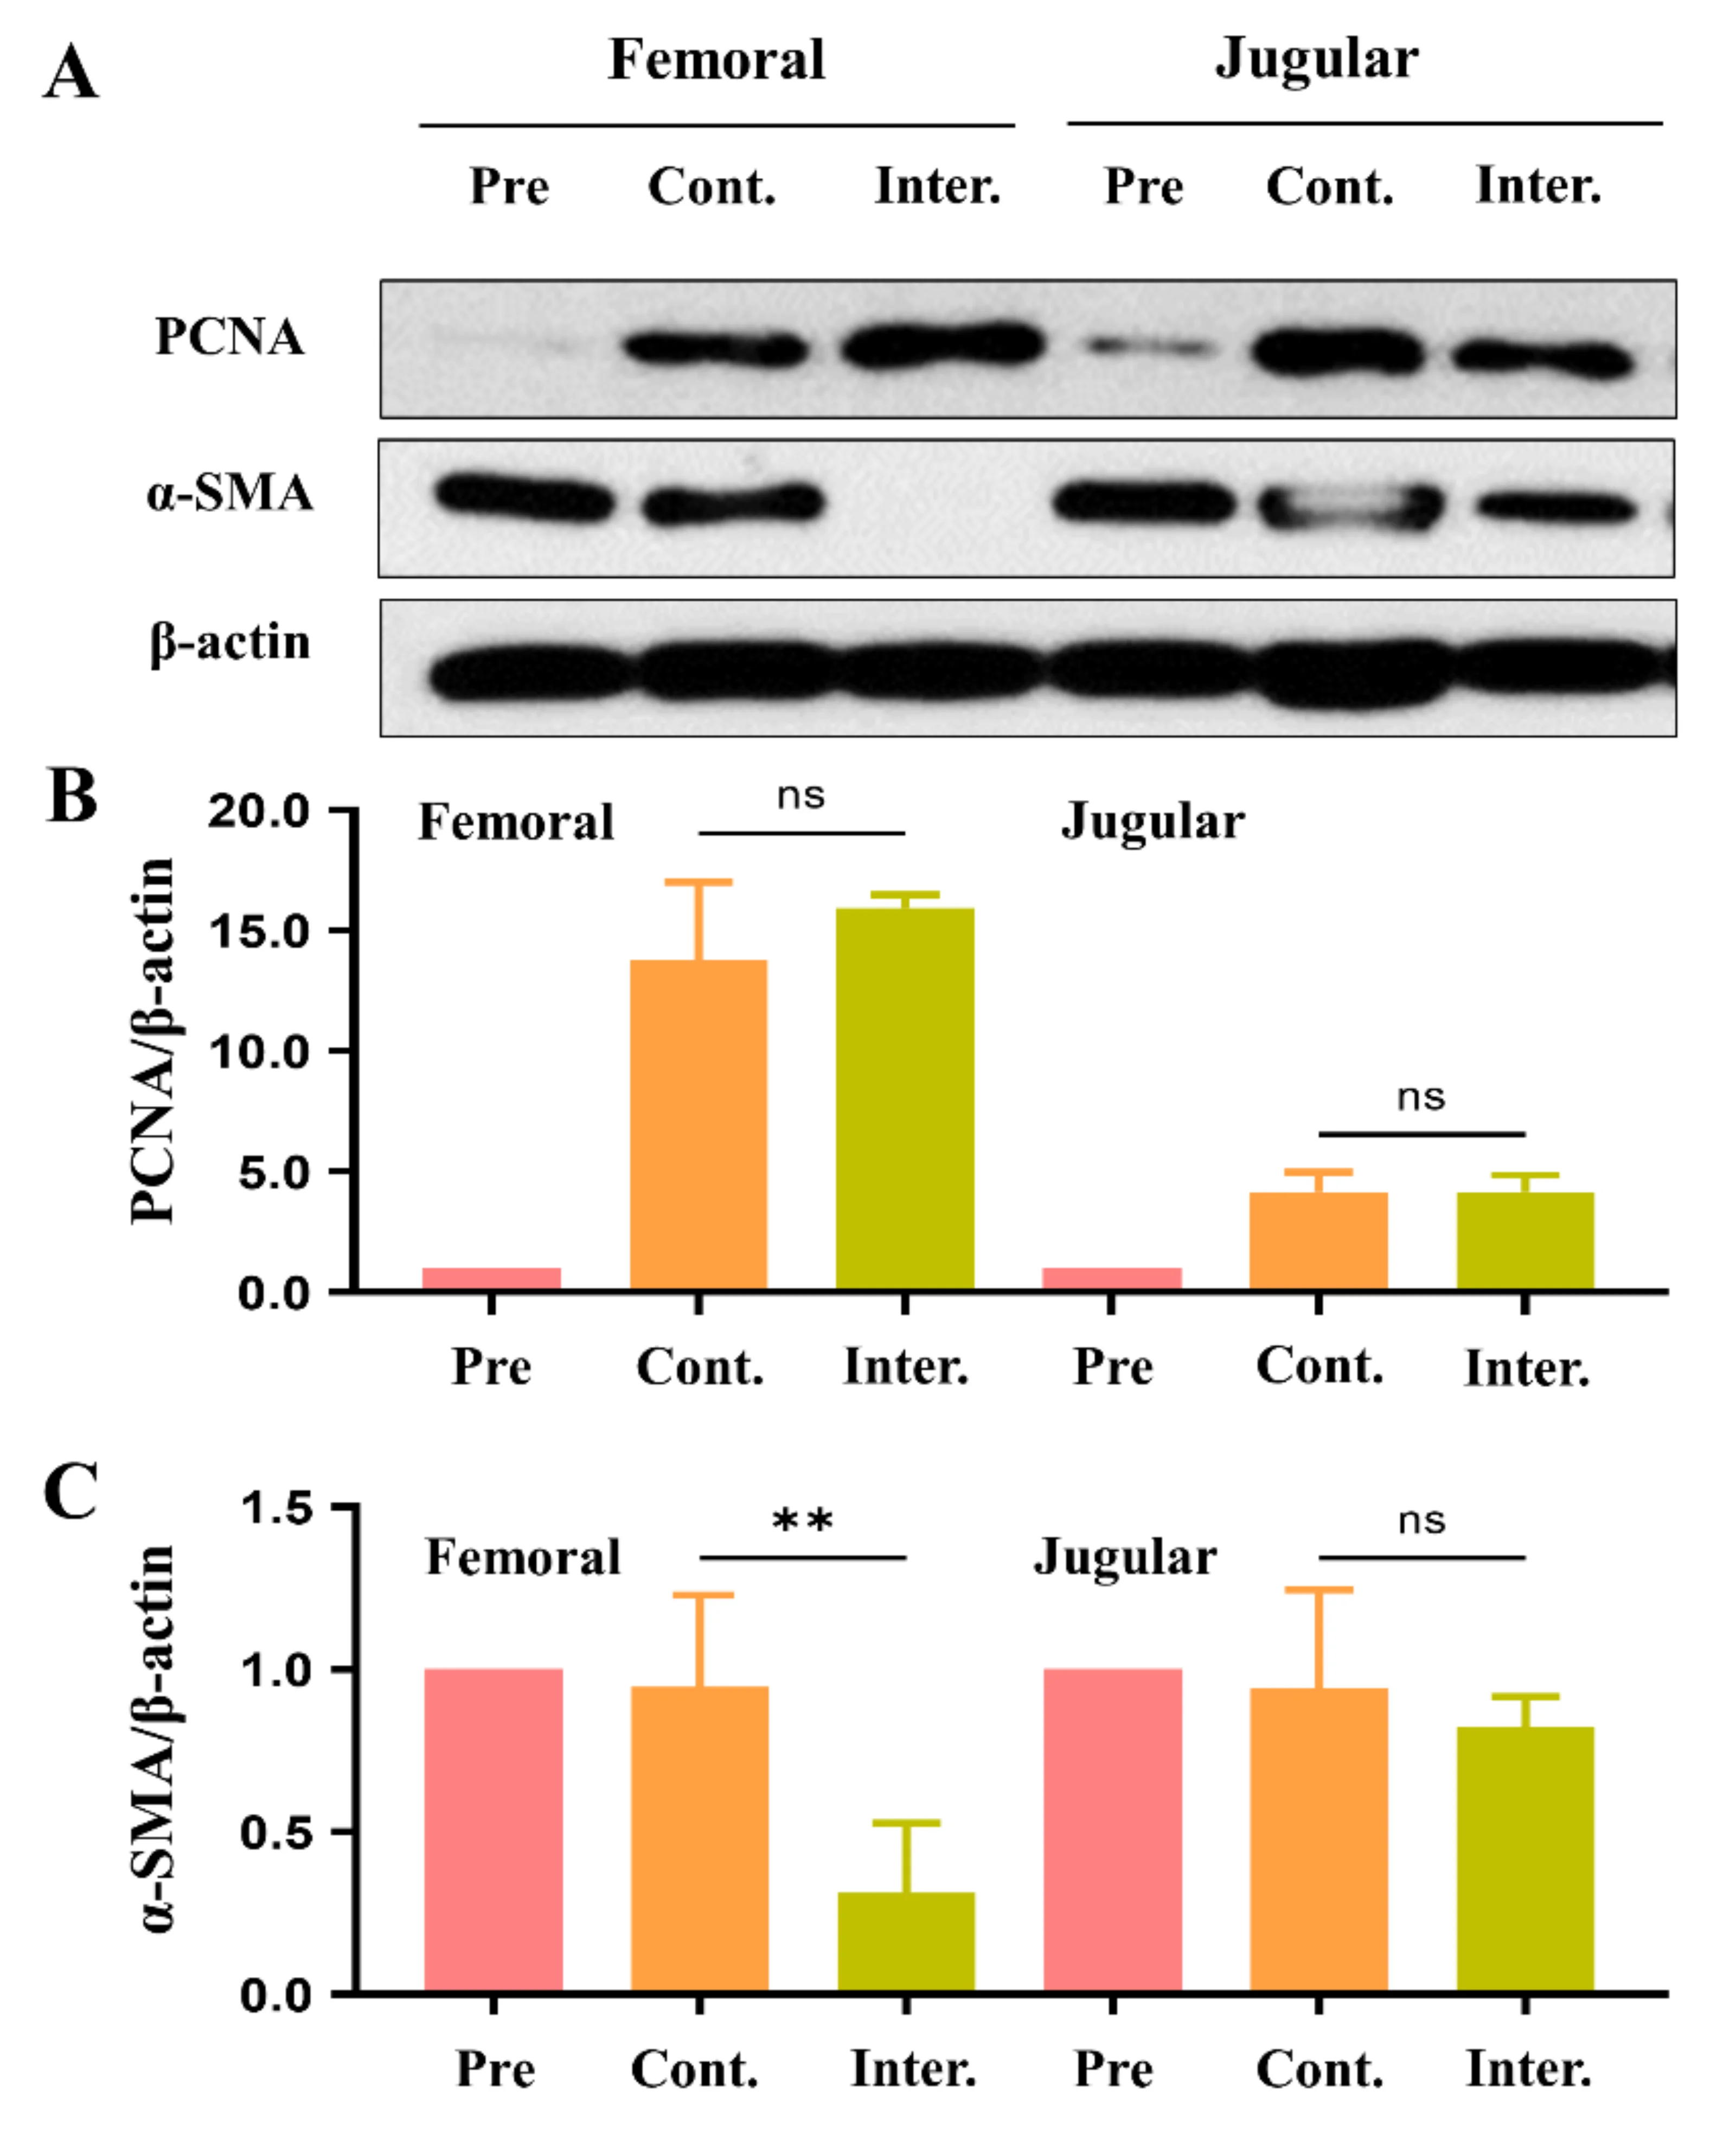 A
Femoral Jugular
Pre Cont. Inter. Pre Cont. Inter.
PCNA
α-SMA
β-actin
B
PCNA/β-actin
20.0
15.0
10.0
5.0
0.0
Femoral ns Jugular
ns
Pre Cont. Inter. Pre Cont. Inter.
C
α-SMA/β-actin
1.5
1.0
0.5
0.0
Femoral ** Jugular ns
Pre Cont. Inter. Pre Cont. Inter.